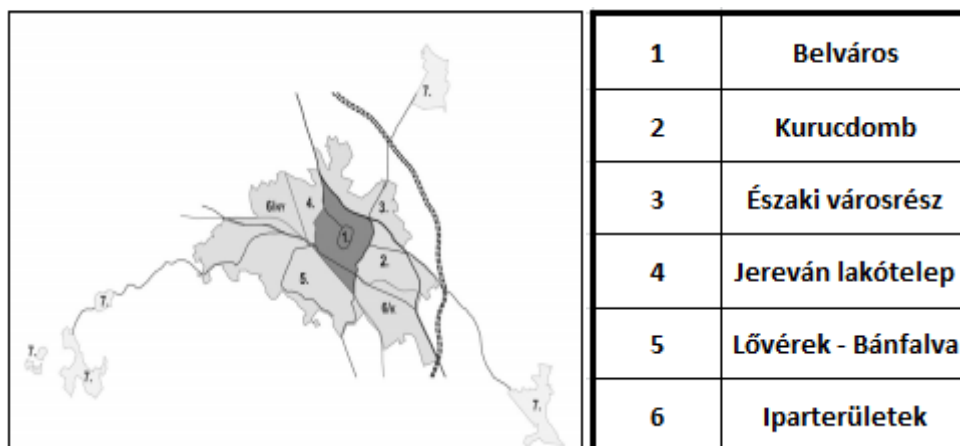 7.
6/ÉNY
4.
3.
1.
2.
5.
6/K
7.
7.
7.
7.
1 Belváros
2 Kurucdomb
3 Északi városrész
4 Jereván lakótelep
5 Lővérek - Bánfalva
6 Iparterületek